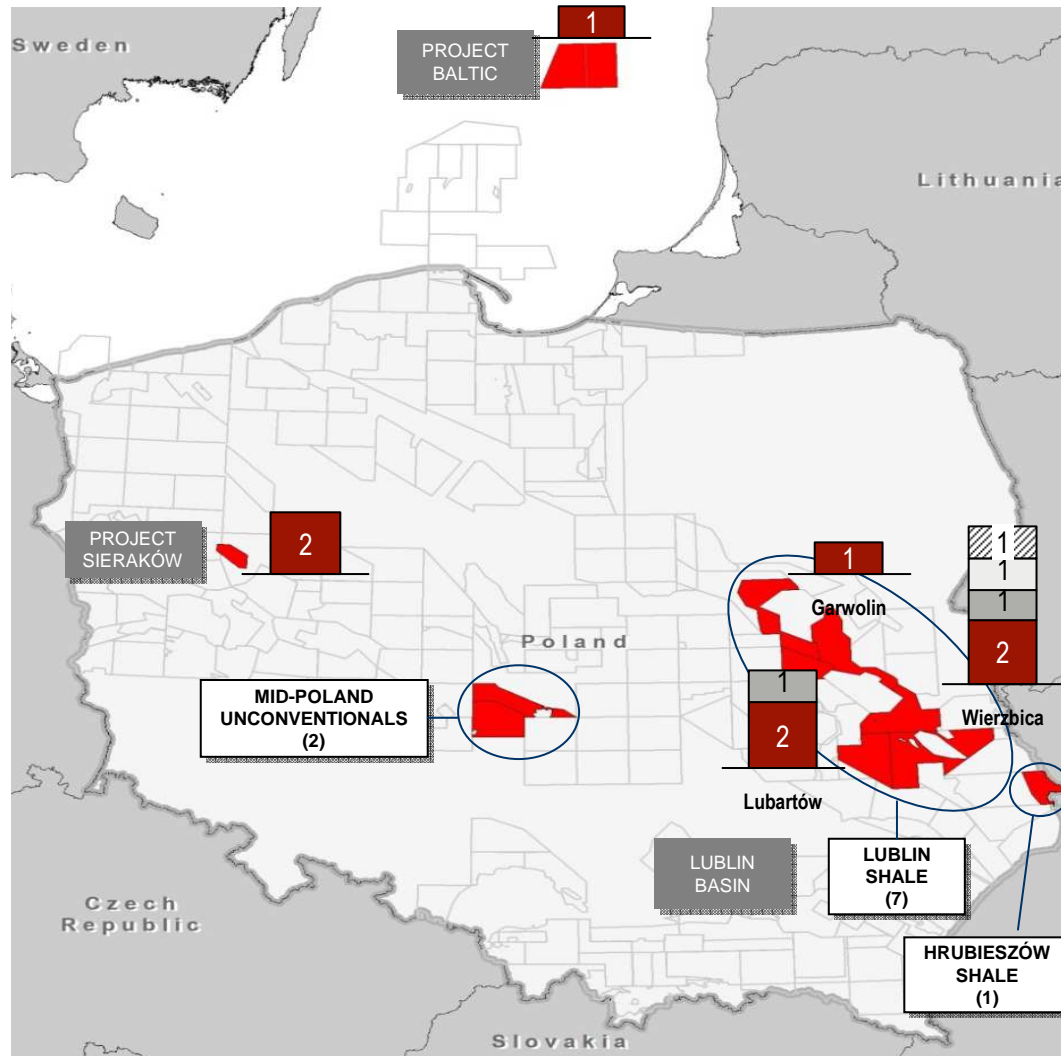 1
Sweden
PROJECT
BALTIC
Lithuania
PROJECT
SIERAKÓW
2
1
Garwolin
1
1
1
2
Wierzbica
Poland
MID-POLAND
UNCONVENTIONALS
(2)
1
2
Lubartów
LUBLIN
BASIN
LUBLIN
SHALE
(7)
Czech
Republic
HRUBIESZÓW
SHALE
(1)
Slovakia